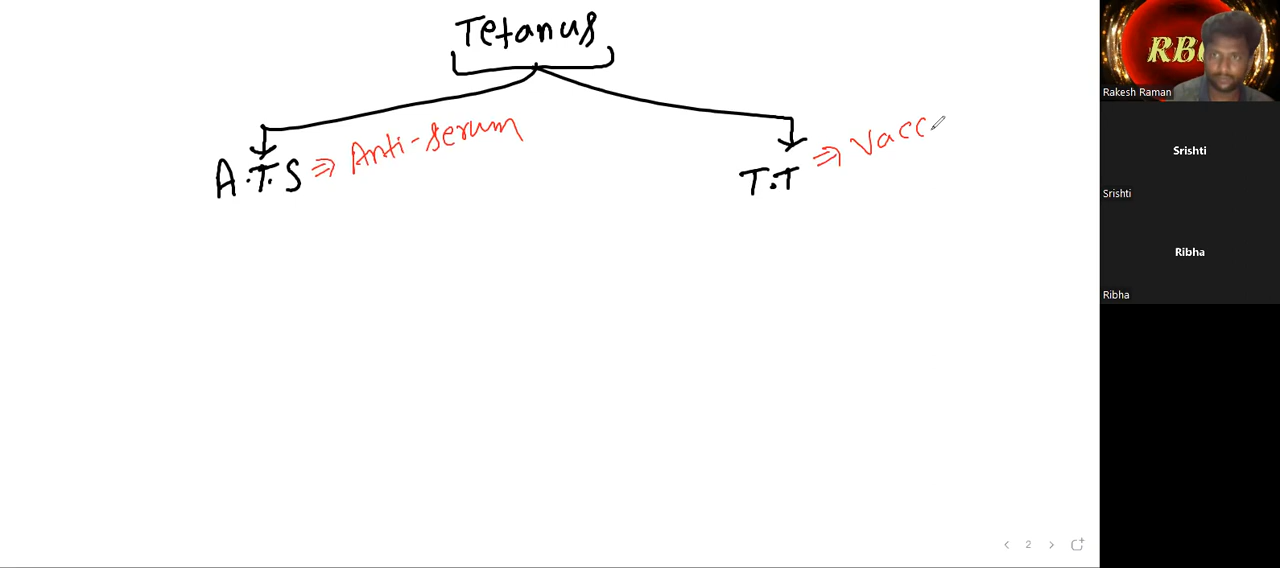 Tetanus
A.T.S ⇒ Anti-serum
T.T ⇒ Vacc
2
RB
Rakesh Raman
Srishti
Srishti
Ribha
Ribha